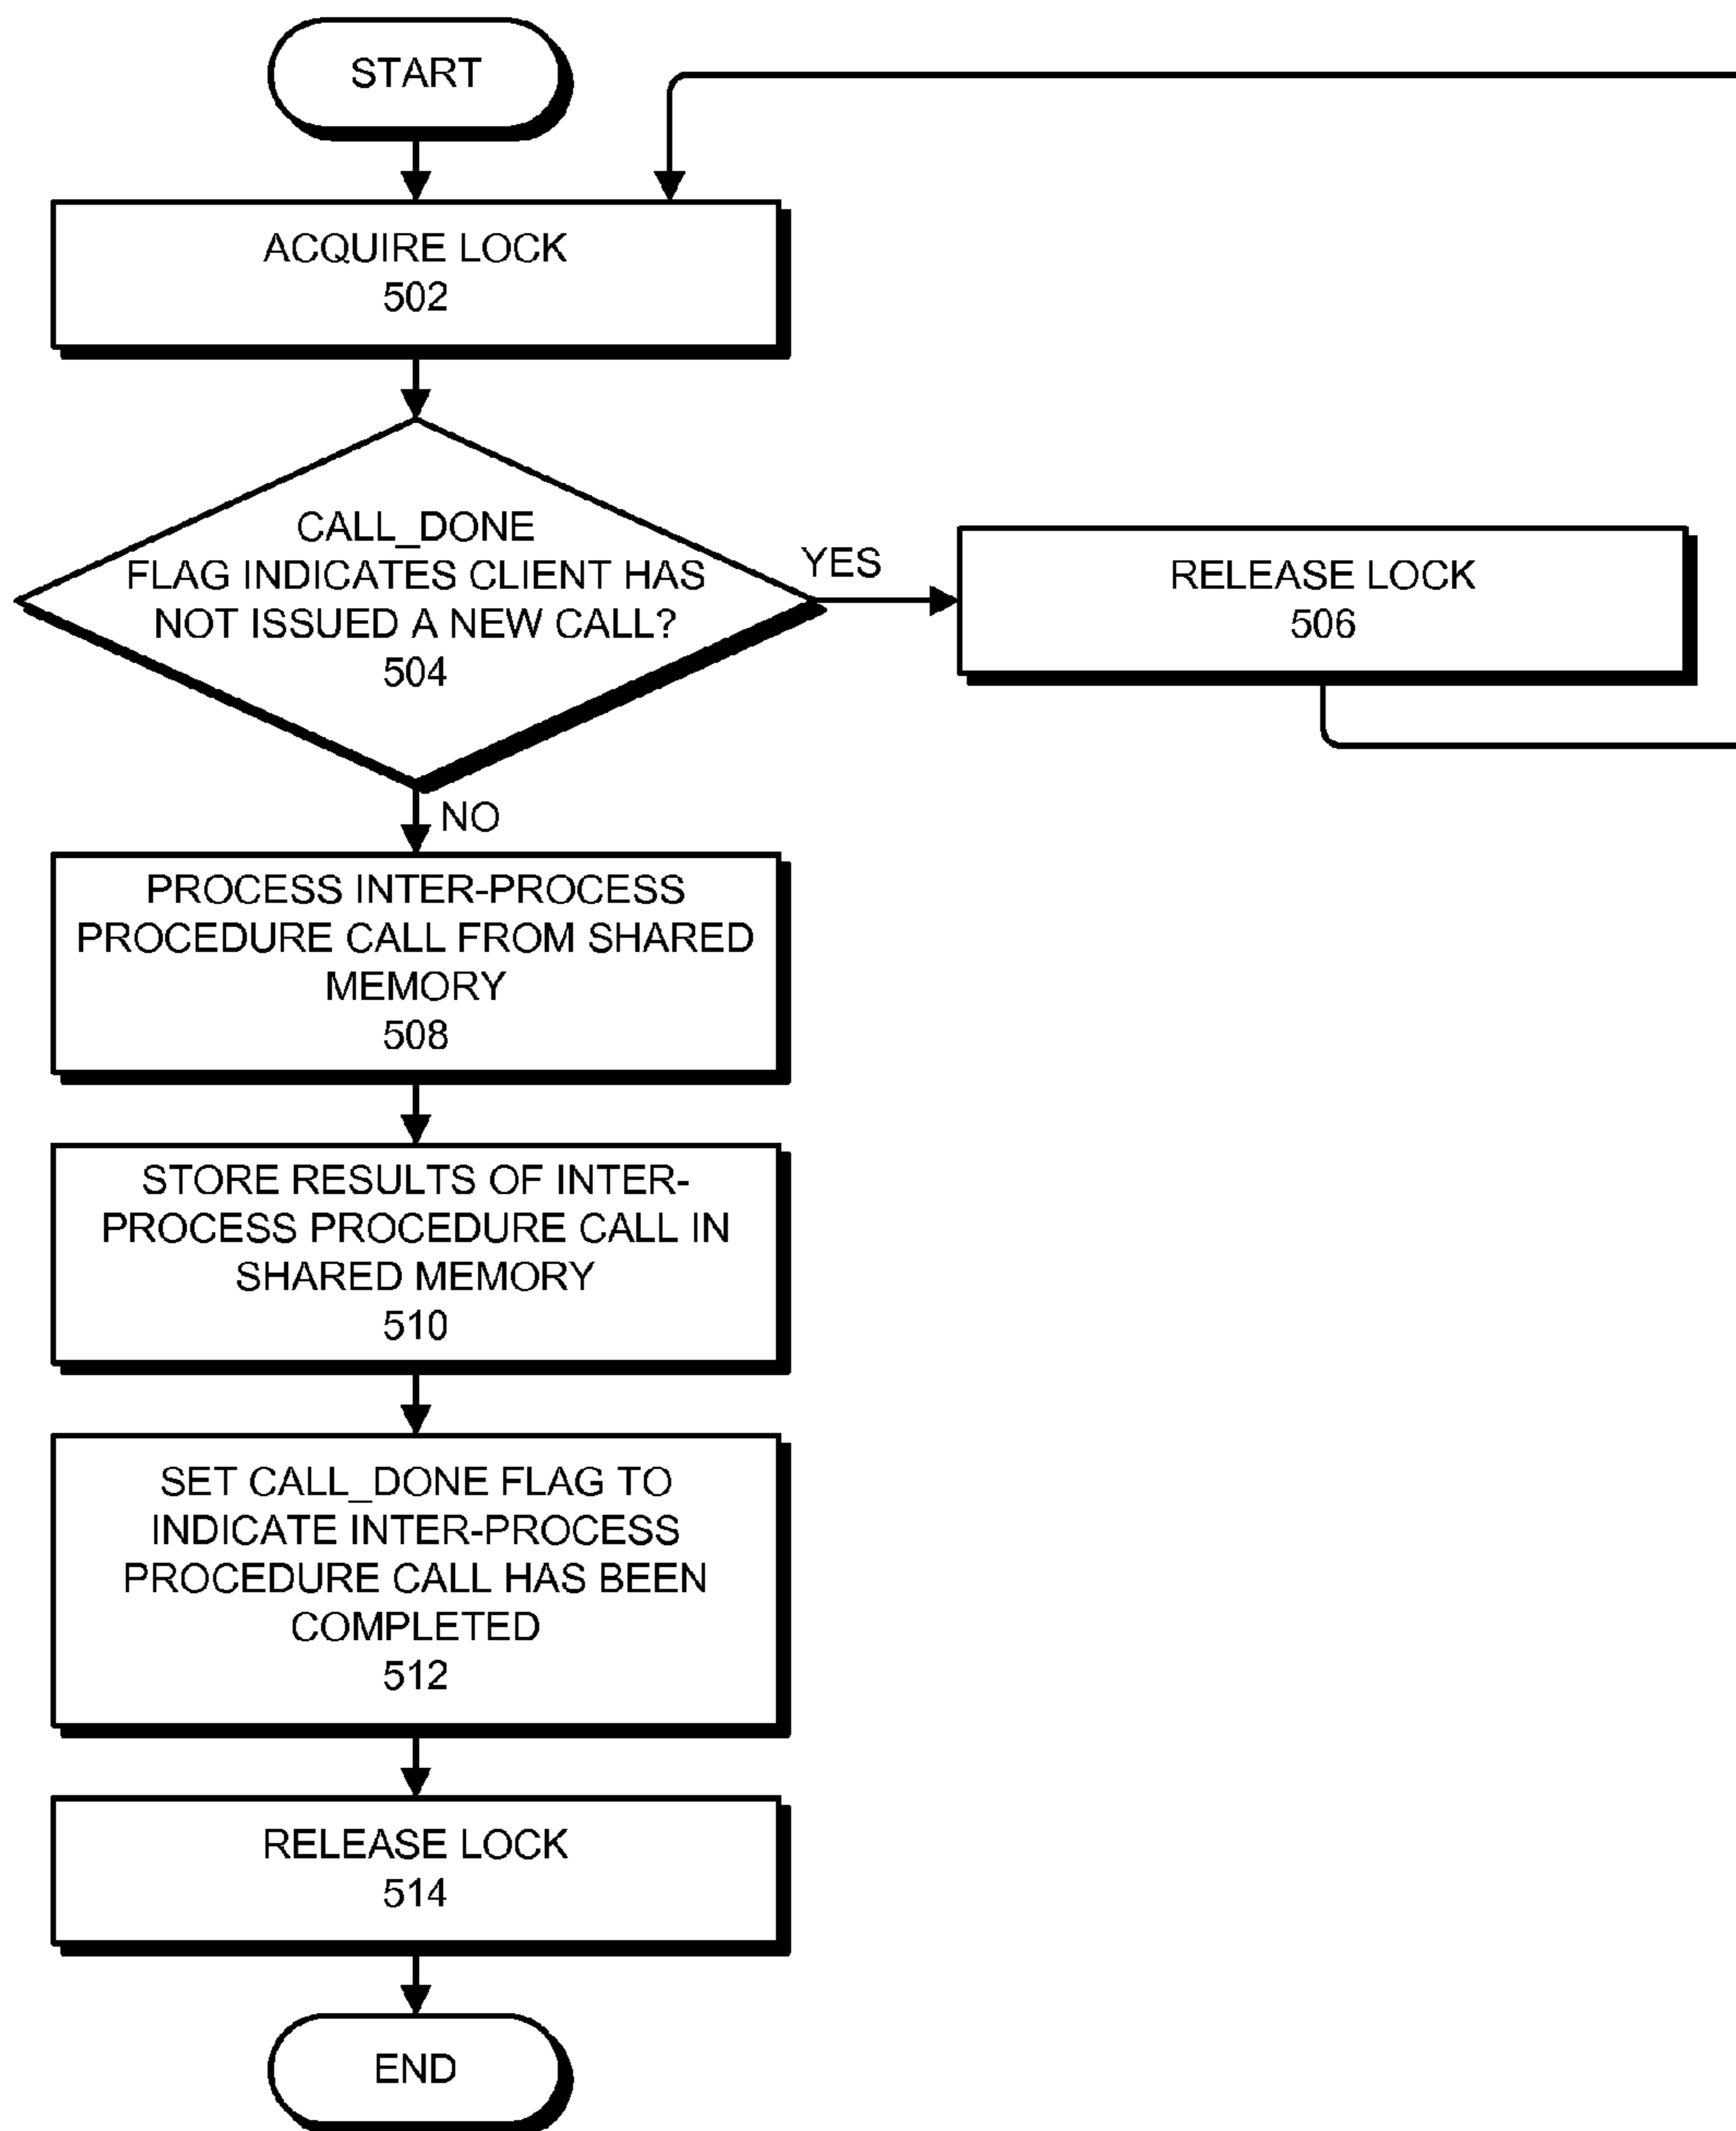 START
ACQUIRE LOCK
502
CALL_DONE
FLAG INDICATES CLIENT HAS
NOT ISSUED A NEW CALL?
504
YES
RELEASE LOCK
506
NO
PROCESS INTER-PROCESS
PROCEDURE CALL FROM SHARED
MEMORY
508
STORE RESULTS OF INTER-
PROCESS PROCEDURE CALL IN
SHARED MEMORY
510
SET CALL_DONE FLAG TO
INDICATE INTER-PROCESS
PROCEDURE CALL HAS BEEN
COMPLETED
512
RELEASE LOCK
514
END